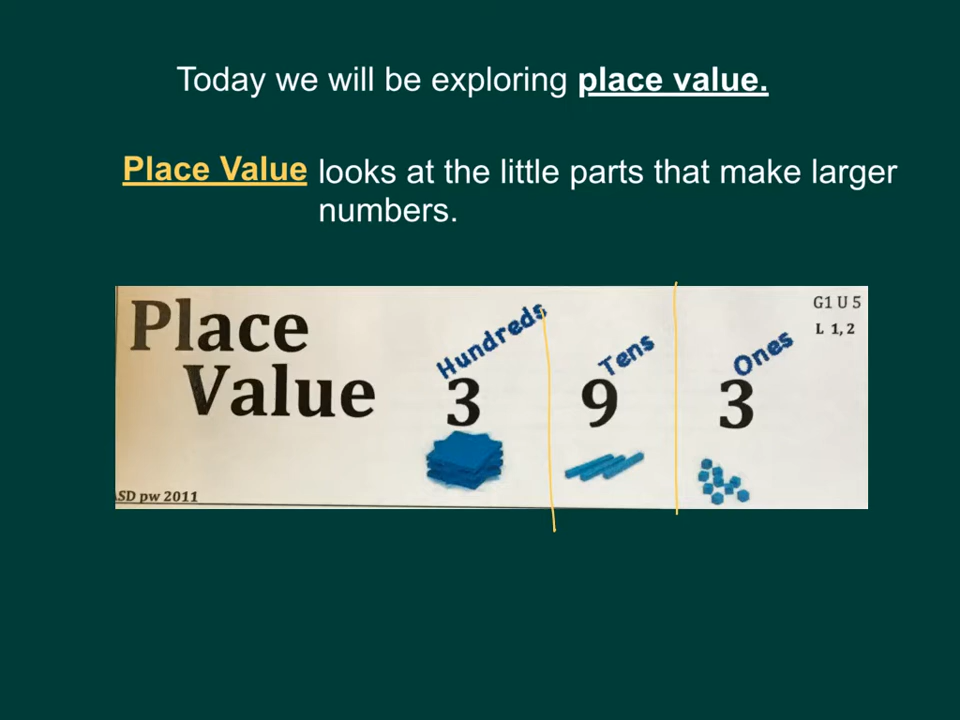 Today we will be exploring place value.
Place Value looks at the little parts that make larger
numbers.
Place
Value
Hundreds Tens Ones
3 9 3
G1 U 5
L 1, 2
ASD pw 2011